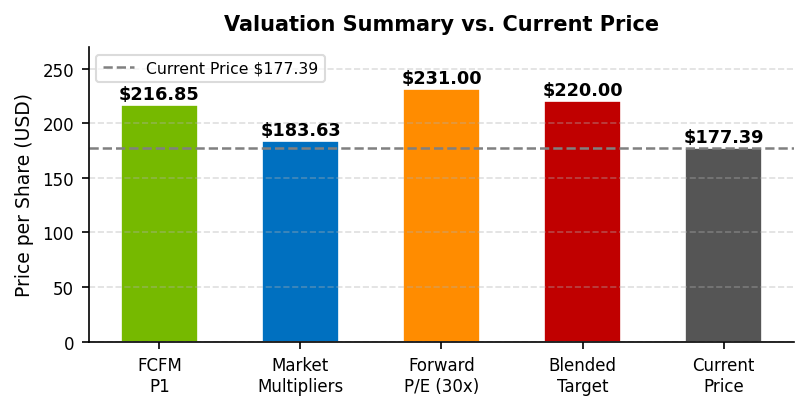 Valuation Summary vs. Current Price
Price per Share (USD)
250
200
150
100
50
0
Current Price $177.39
$216.85
$183.63
$231.00
$220.00
$177.39
FCFM
P1
Market
Multipliers
Forward
P/E (30x)
Blended
Target
Current
Price